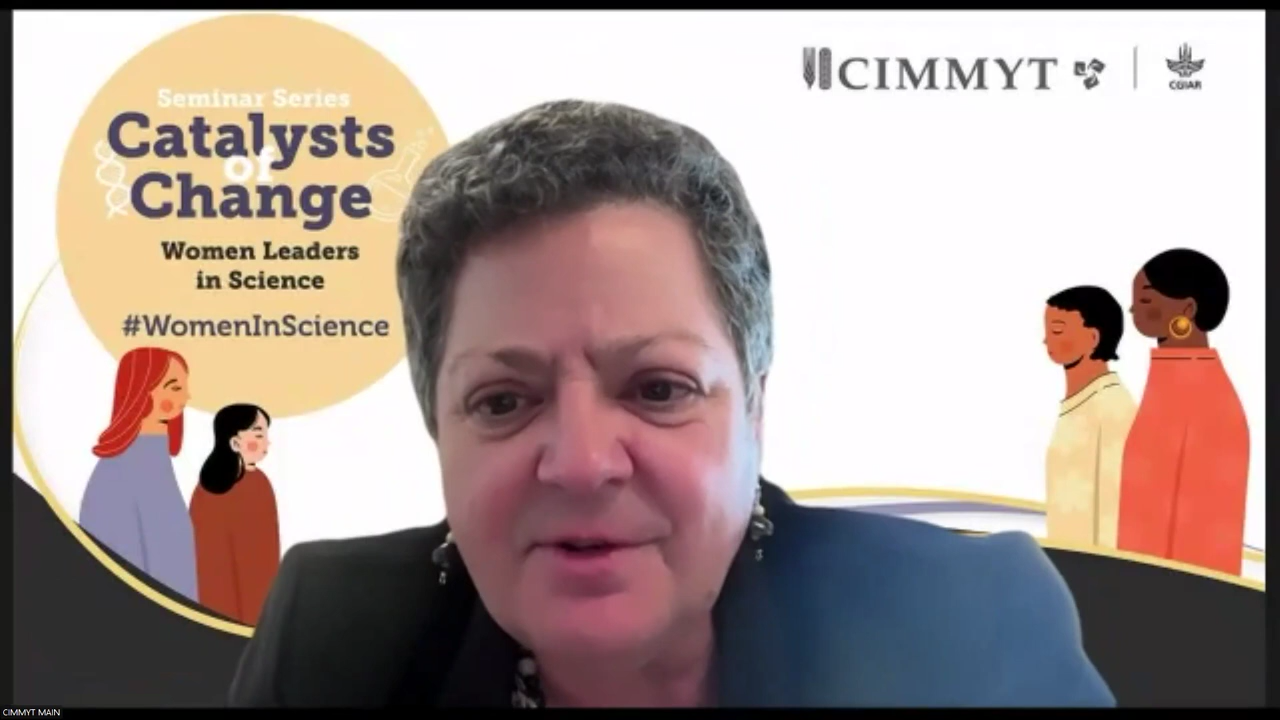 Seminar Series
Catalysts
of
Change
Women Leaders
in Science
#WomenInScience
CIMMYT
CGIAR
CIMMYT MAIN